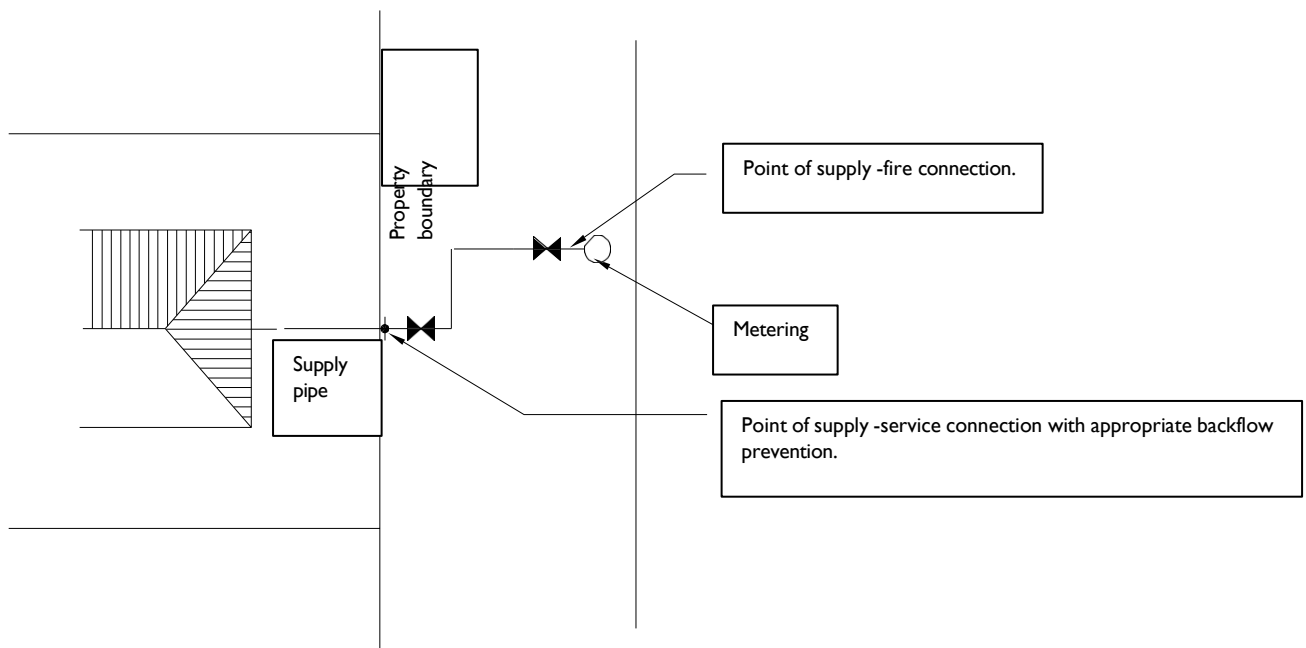 Property
boundary
Point of supply -fire connection.
Metering
Supply
pipe
Point of supply -service connection with appropriate backflow
prevention.